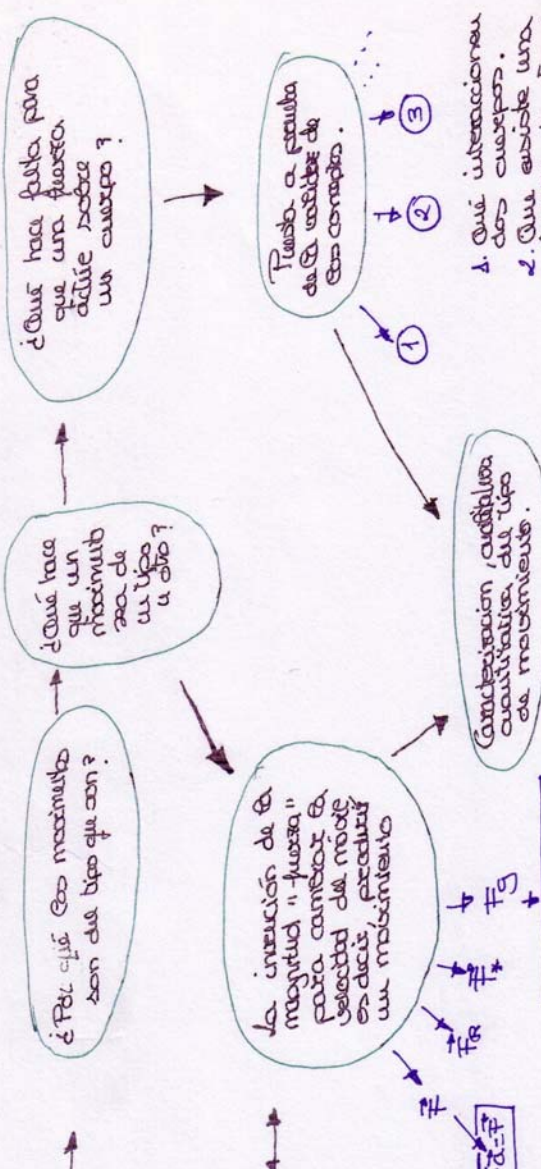 ¿Por qué los movimientos
son del tipo que son?
¿Qué hace
que un
movimiento
sea de
un tipo
u otro?
¿Qué hace falta para
que una fuerza
actúe sobre
un cuerpo?
La invención de la
magnitud "fuerza"
para cambiar la
velocidad del móvil,
es decir, producir
un movimiento
Puesta a prueba
de la validez de
los conceptos.
F⃗
F⃗R
Fg
1
2
3
Caracterización cualitativa
cuantitativa del tipo
de movimiento.
1. Que interaccionen
dos cuerpos.
2. Que existe una